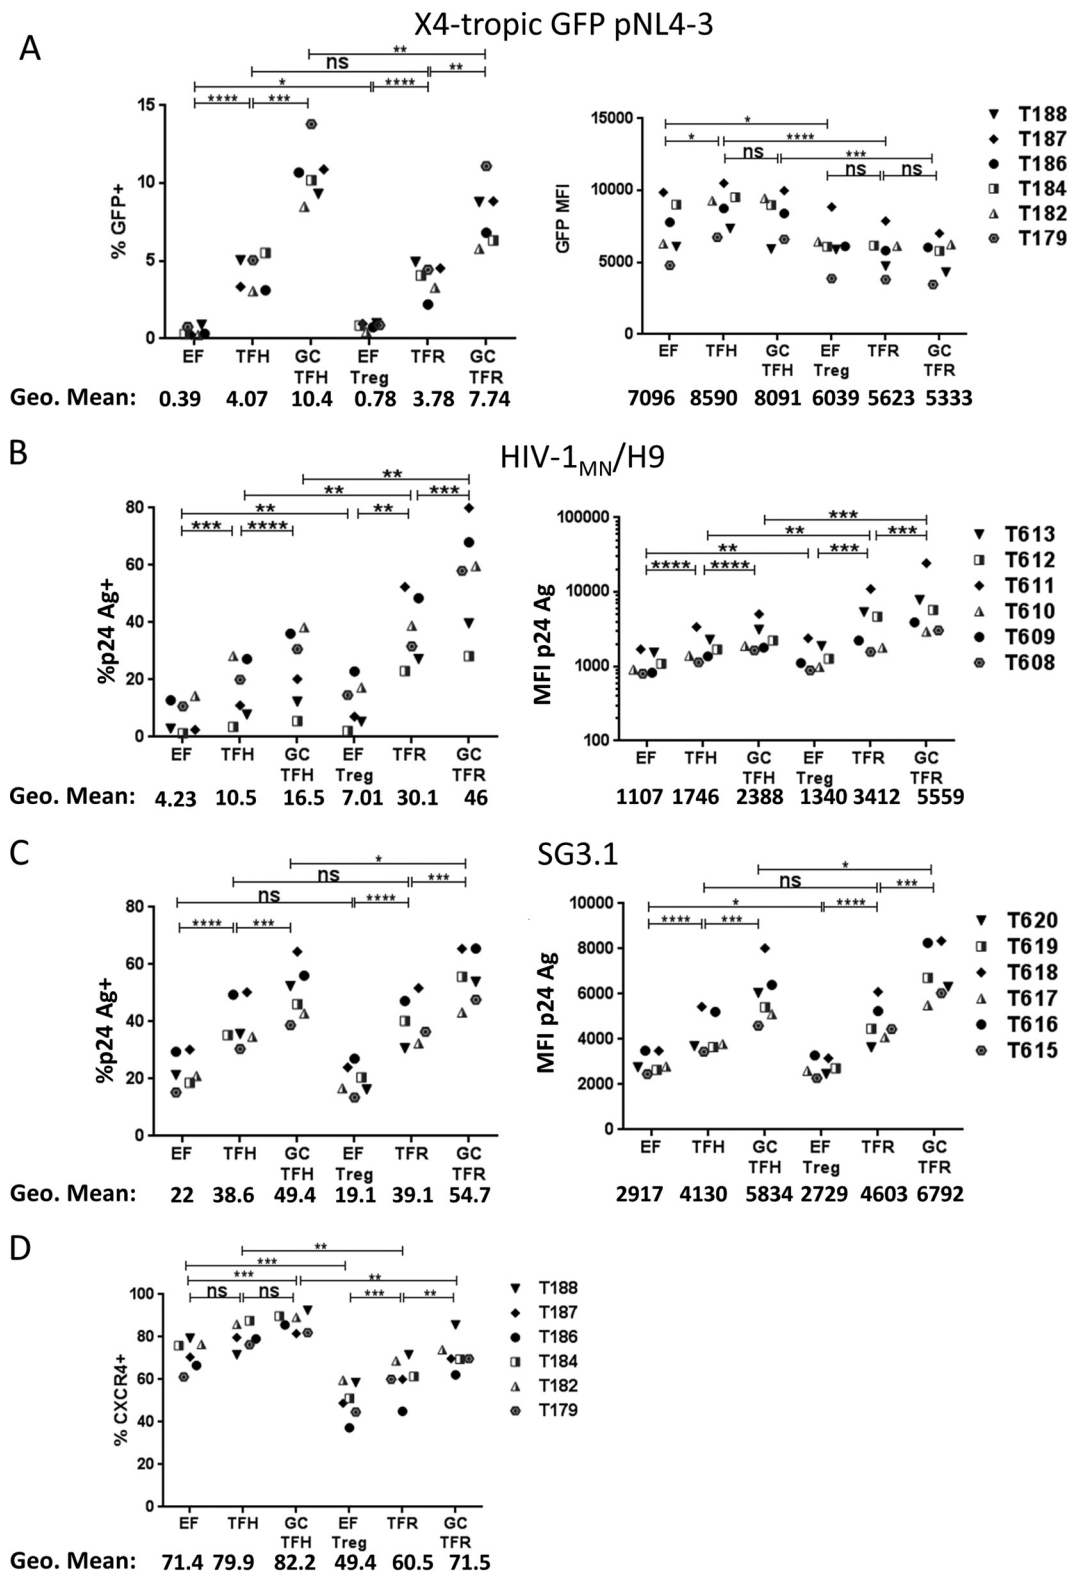 X4-tropic GFP pNL4-3
A
** 
ns **
* ****
**** ***
% GFP+
15
10
5
0
EF TFH GC TFH EF Treg TFR GC TFR
Geo. Mean: 0.39 4.07 10.4 0.78 3.78 7.74
*
* ****
ns ***
ns ns
GFP MFI
15000
10000
5000
0
EF TFH GC TFH EF Treg TFR GC TFR
7096 8590 8091 6039 5623 5333
T188
T187
T186
T184
T182
T179
B
HIV-1MN/H9
**
** ***
** **
*** ****
%p24 Ag+
80
60
40
20
0
EF TFH GC TFH EF Treg TFR GC TFR
Geo. Mean: 4.23 10.5 16.5 7.01 30.1 46
***
** ***
** ***
**** ****
MFI p24 Ag
100000
10000
1000
100
EF TFH GC TFH EF Treg TFR GC TFR
1107 1746 2388 1340 3412 5559
T613
T612
T611
T610
T609
T608
C
SG3.1
*
ns ***
ns ****
**** ***
%p24 Ag+
80
60
40
20
0
EF TFH GC TFH EF Treg TFR GC TFR
Geo. Mean: 22 38.6 49.4 19.1 39.1 54.7
*
ns ***
* ****
**** ***
MFI p24 Ag
10000
8000
6000
4000
2000
0
EF TFH GC TFH EF Treg TFR GC TFR
2917 4130 5834 2729 4603 6792
T620
T619
T618
T617
T616
T615
D
**
***
*** **
ns ns *** **
% CXCR4+
100
80
60
40
20
0
EF TFH GC TFH EF Treg TFR GC TFR
Geo. Mean: 71.4 79.9 82.2 49.4 60.5 71.5
T188
T187
T186
T184
T182
T179